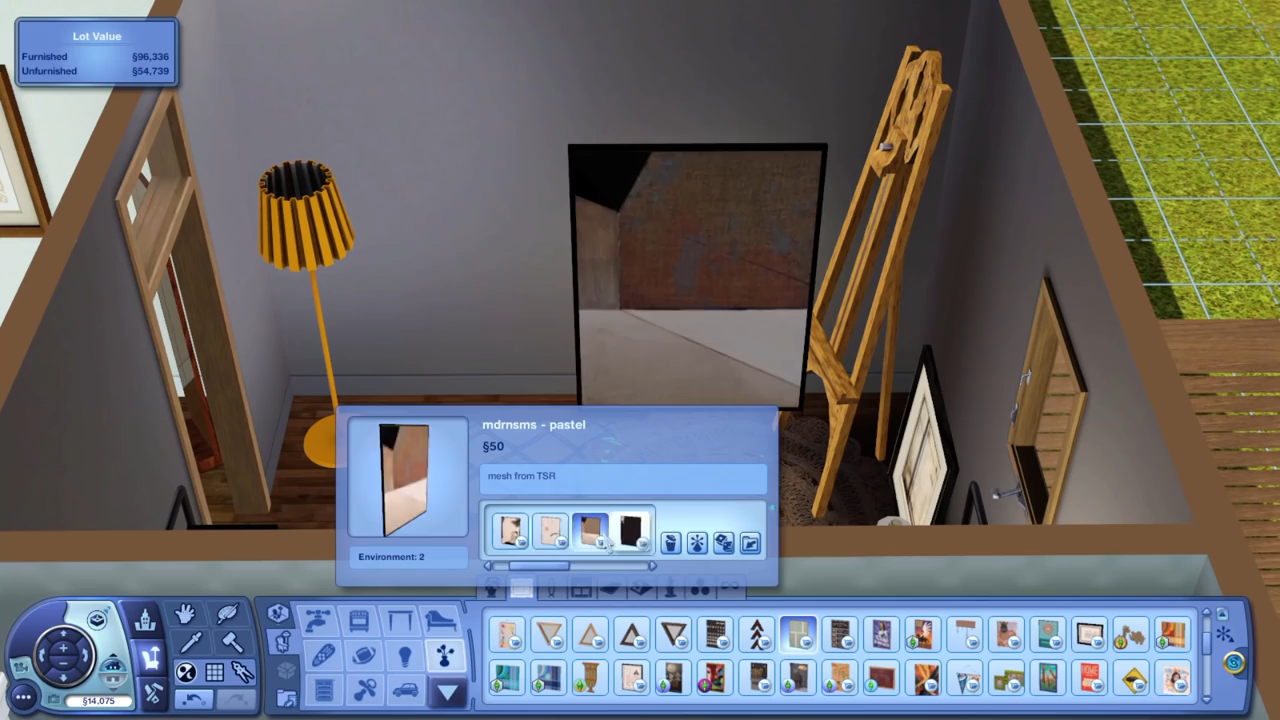 Lot Value
Furnished §96,336
Unfurnished §54,739
mdrnsms - pastel
§50
mesh from TSR
Environment: 2
§14,075